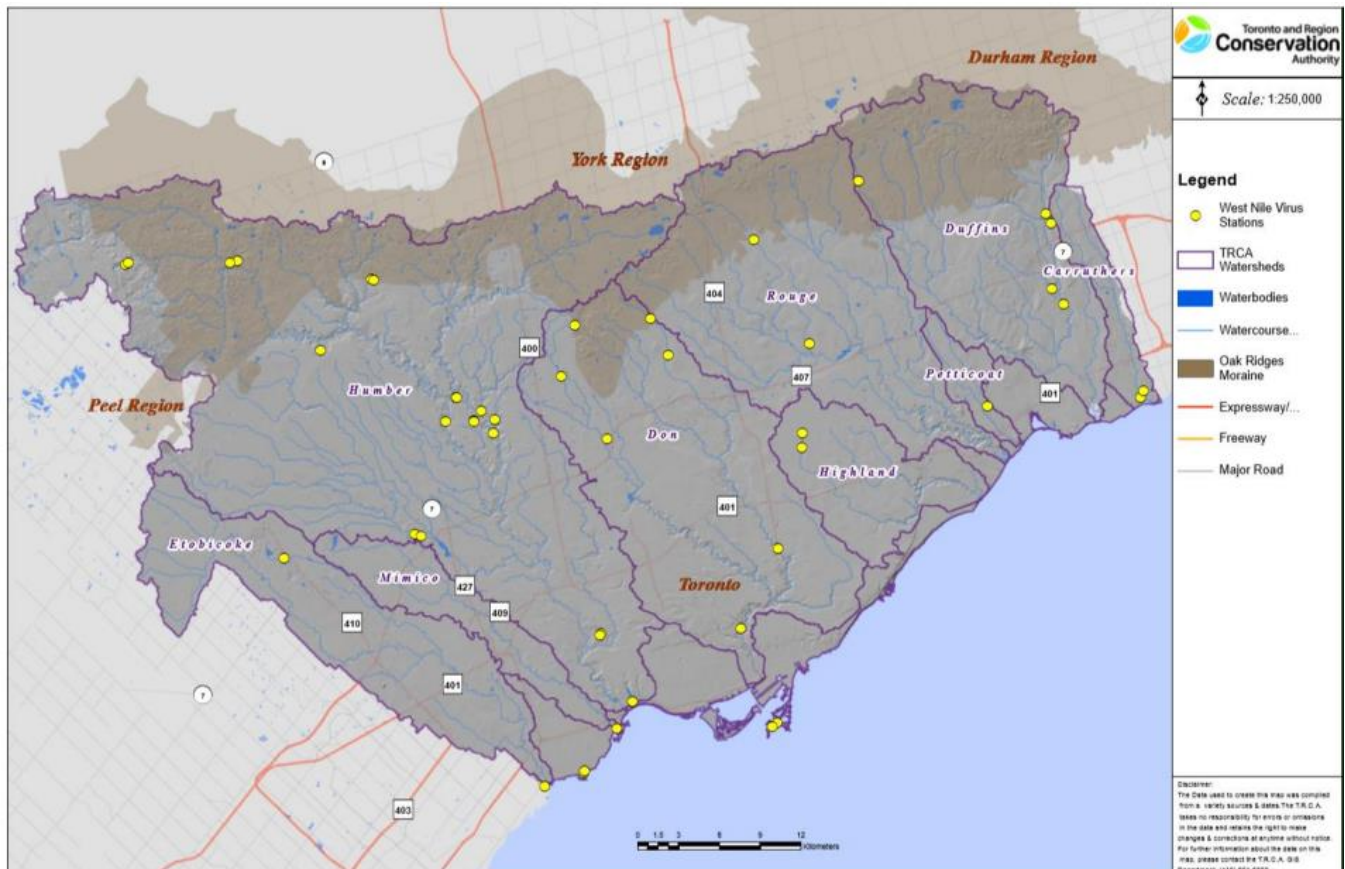 Toronto and Region
Conservation
Authority
N
Scale: 1:250,000
Legend
West Nile Virus
Stations
TRCA
Watersheds
Waterbodies
Watercourse...
Oak Ridges
Moraine
Expressway/...
Freeway
Major Road
Disclaimer:
The Data used to create this map was compiled
from a variety sources & dates. The T.R.C.A.
takes no responsibility for errors or omissions
in the data and retains the right to make
changes & corrections at anytime without notice.
For further information about the data on this
map, please contact the T.R.C.A. GIS
Durham Region
York Region
Duffins
7
Carruthers
404
Rouge
400
407
Petticoat
Humber
Peel Region
401
Don
Highland
7
401
Etobicoke
Mimico
427
Toronto
409
410
401
7
403
0 1.5 3 6 9 12
Kilometers